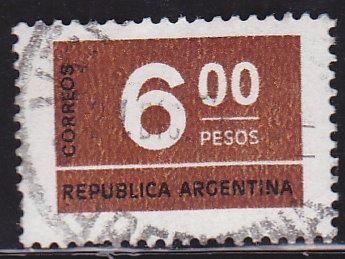 CORREOS
6 00
PESOS
REPUBLICA ARGENTINA